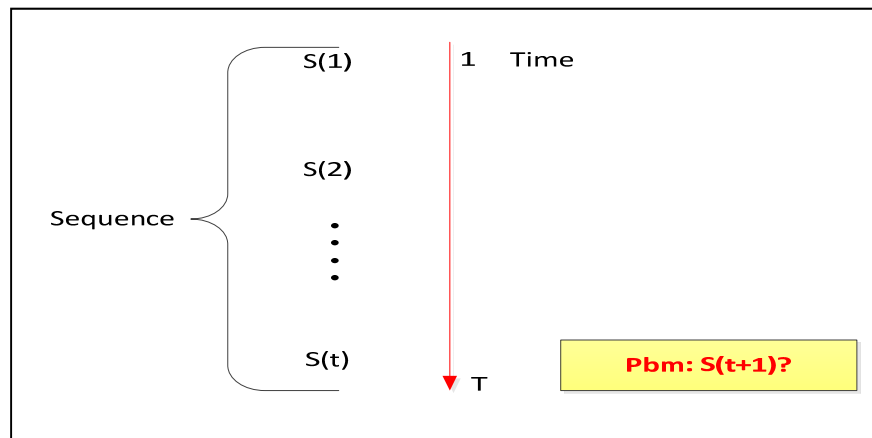 S(1)
1 Time
S(2)
Sequence
S(t)
Pbm: S(t+1)?
T